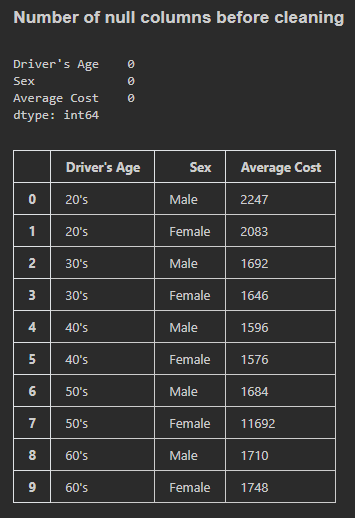 Number of null columns before cleaning
Driver's Age 0
Sex 0
Average Cost 0
dtype: int64
Driver's Age Sex Average Cost
0 20's Male 2247
1 20's Female 2083
2 30's Male 1692
3 30's Female 1646
4 40's Male 1596
5 40's Female 1576
6 50's Male 1684
7 50's Female 11692
8 60's Male 1710
9 60's Female 1748